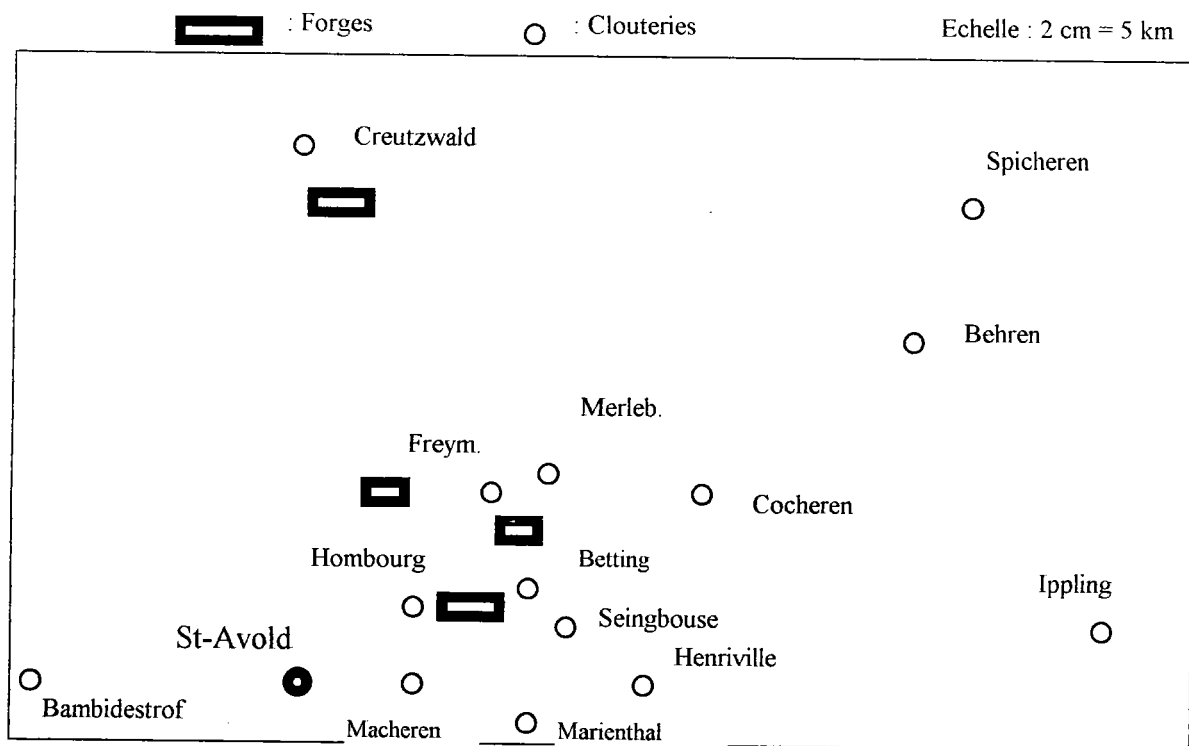 : Forges
: Clouteries
Echelle : 2 cm = 5 km
Creutzwald
Spicheren
Behren
Merleb.
Freym.
Cocheren
Hombourg
Betting
Ippling
Seingbouse
St-Avold
Henriville
Bambidestrof
Macheren
Marienthal